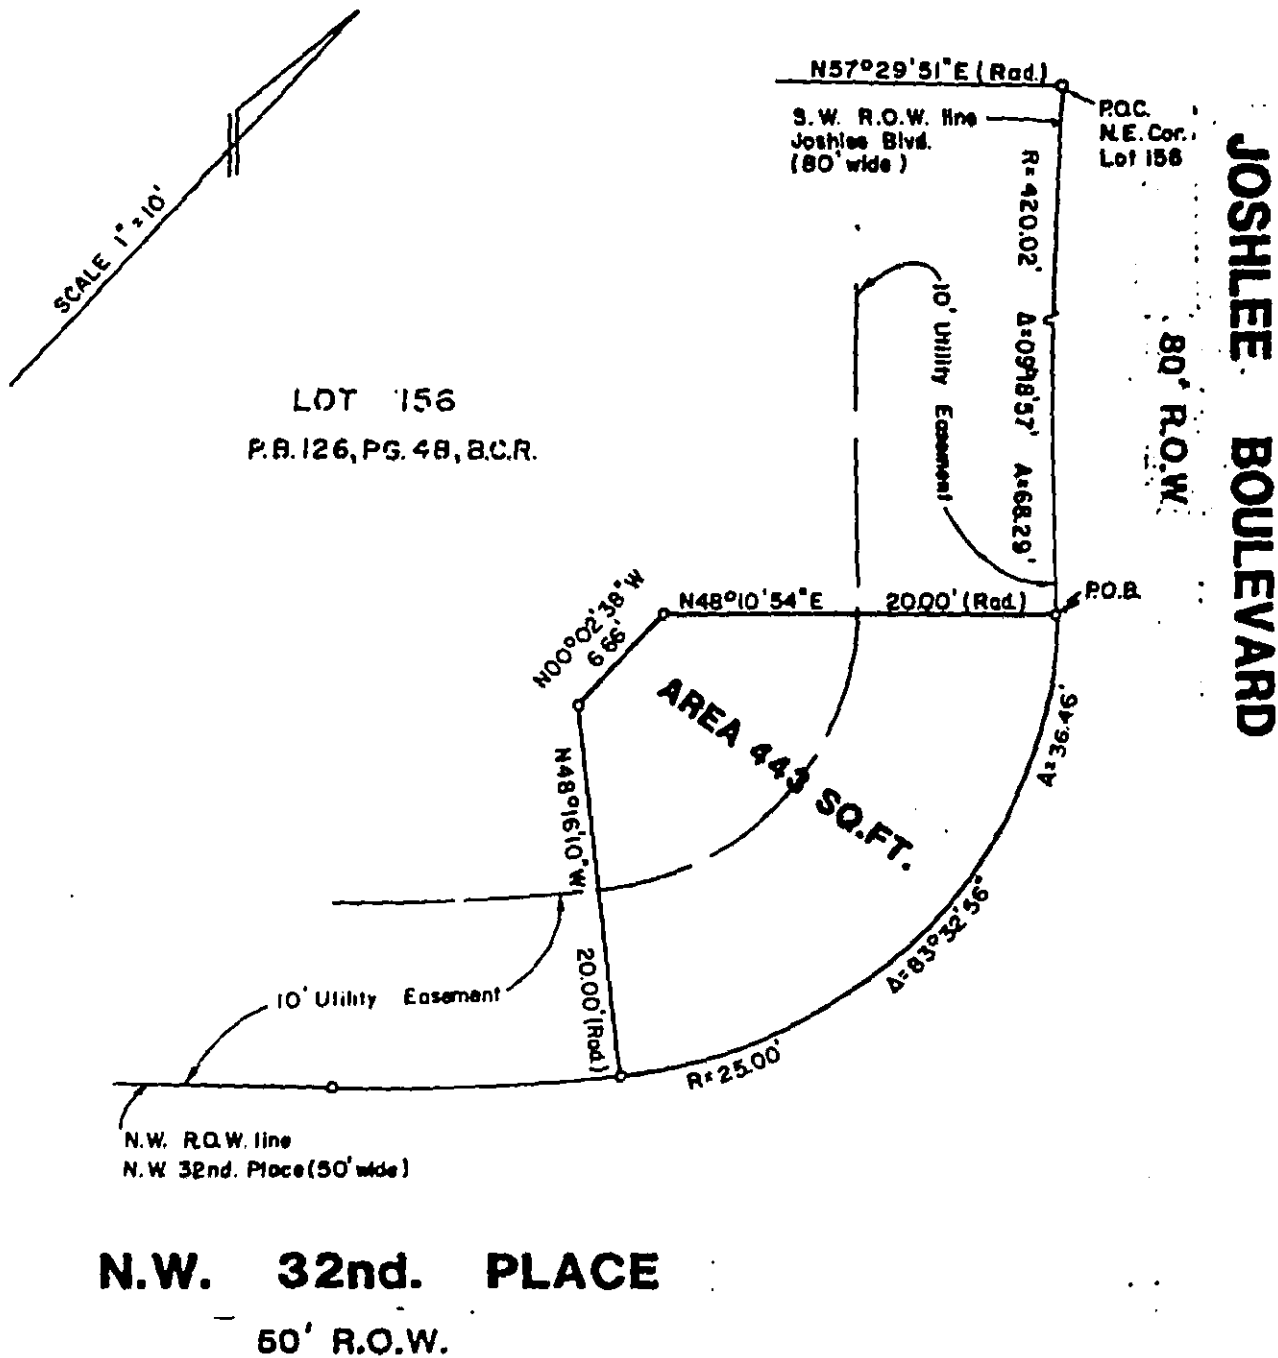 N57°29'51"E (Rad.)
S.W. R.O.W. line
Joshlee Blvd.
(80' wide)
P.O.C.
N.E. Cor.
Lot 156
SCALE 1"=10'
R=420.02' Δ=09°18'57" A=68.29'
10' Utility Easement
JOSHLEE BOULEVARD
80' R.O.W.
LOT 156
P.B. 126, PG. 48, B.C.R.
N00°02'38"W
6.66'
N48°10'54"E 20.00' (Rad.)
P.O.B.
AREA 443 SQ.FT.
A=36.46'
N48°16'10"W 20.00' (Rad.)
Δ=83°32'56"
10' Utility Easement
R=25.00'
N.W. R.O.W. line
N.W. 32nd. Place (50' wide)
N.W. 32nd. PLACE
50' R.O.W.